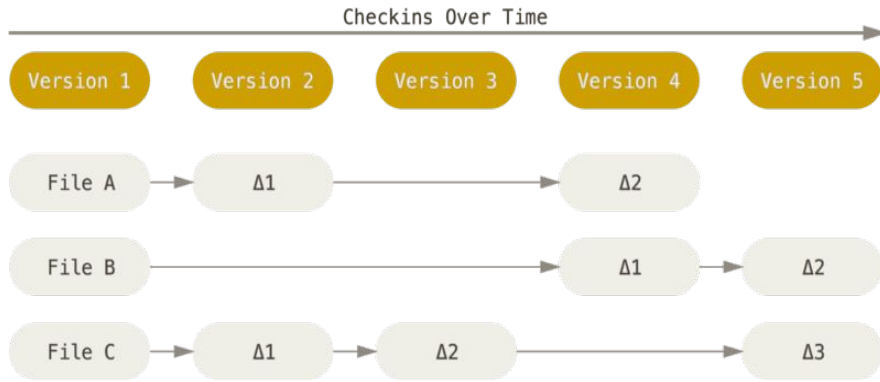 Checkins Over Time
Version 1 Version 2 Version 3 Version 4 Version 5
File A Δ1 Δ2
File B Δ1 Δ2
File C Δ1 Δ2 Δ3